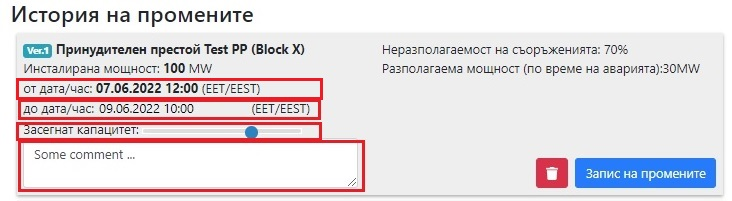 История на промените
Ver.1 Принудителен престой Test PP (Block X)
Инсталирана мощност: 100 MW
от дата/час: 07.06.2022 12:00 (EET/EEST)
до дата/час: 09.06.2022 10:00 (EET/EEST)
Засегнат капацитет:
Some comment ...
Неразполагаемост на съоръженията: 70%
Разполагаема мощност (по време на аварията):30MW
Запис на промените